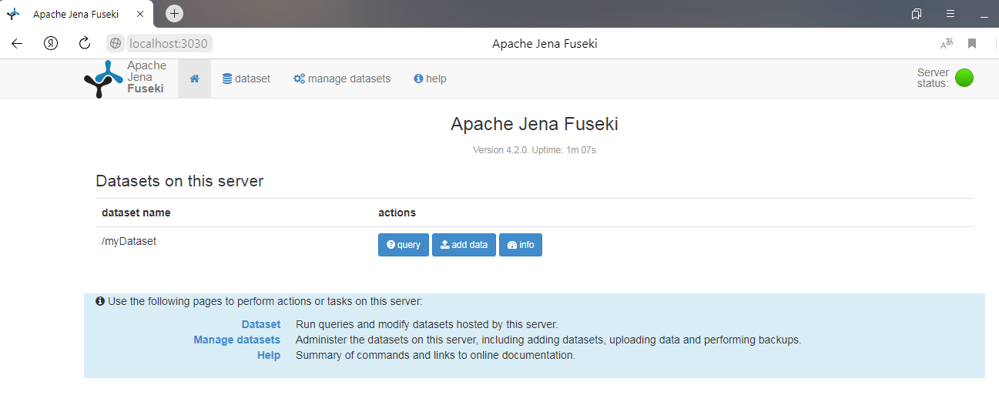 Apache Jena Fuseki
localhost:3030 Apache Jena Fuseki
Apache
Jena
Fuseki
dataset manage datasets help
Server
status:
Apache Jena Fuseki
Version 4.2.0. Uptime: 1m 07s
Datasets on this server
dataset name actions
/myDataset query add data info
Use the following pages to perform actions or tasks on this server:
Dataset Run queries and modify datasets hosted by this server.
Manage datasets Administer the datasets on this server, including adding datasets, uploading data and performing backups.
Help Summary of commands and links to online documentation.